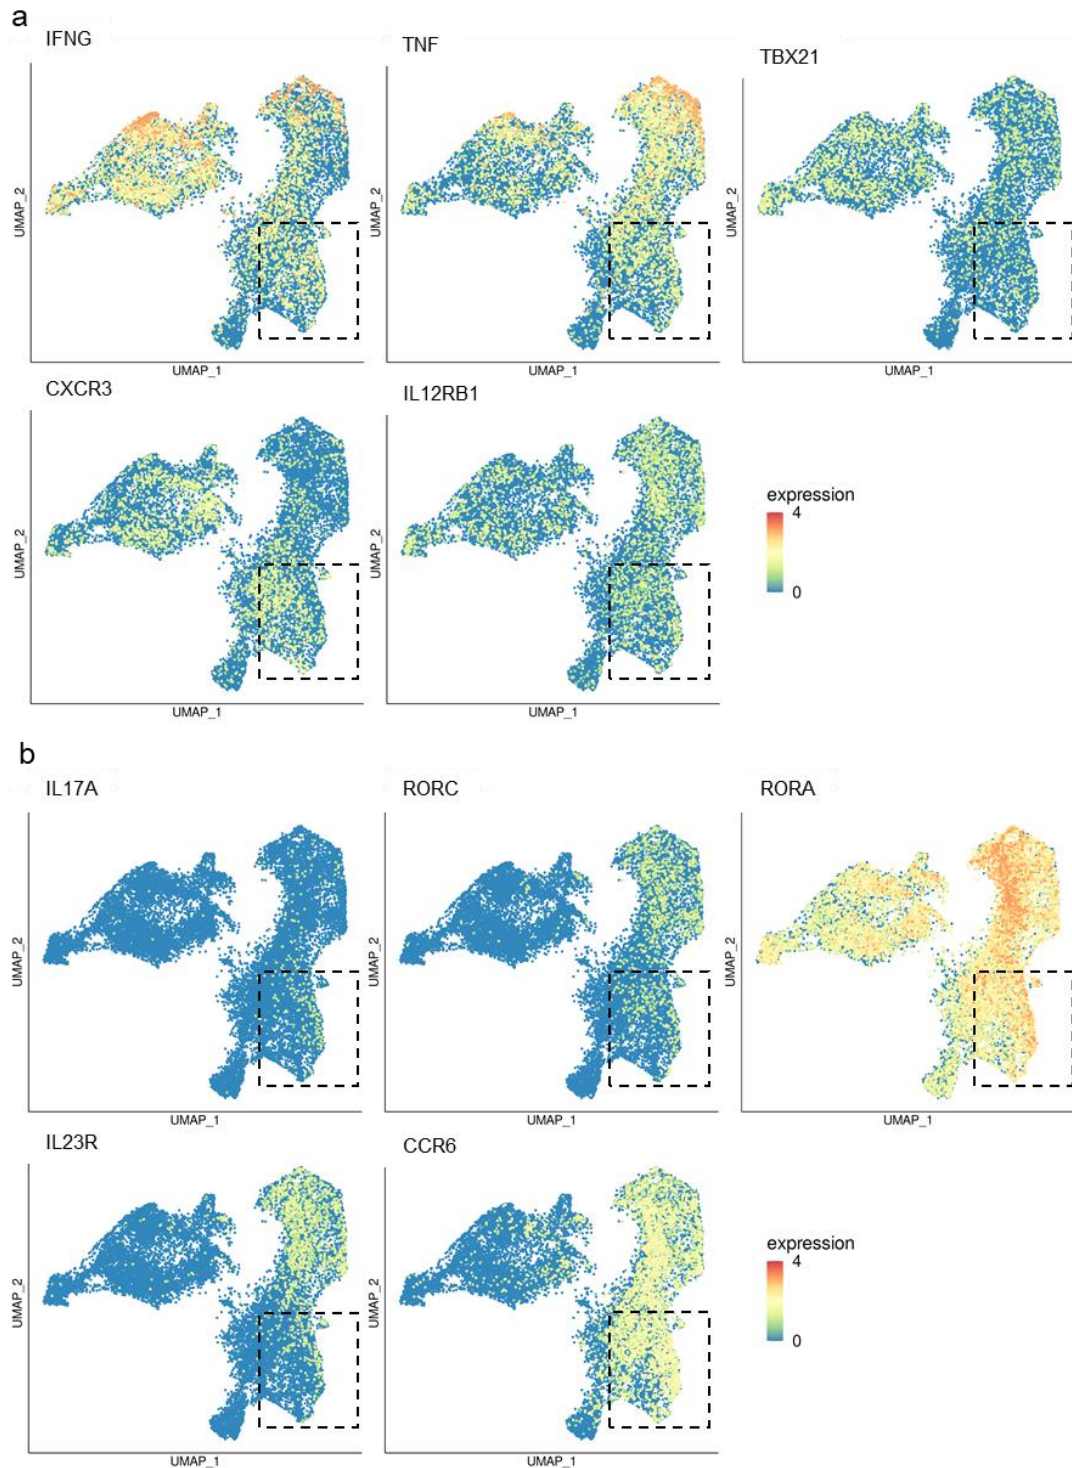 a
IFNG
TNF
TBX21
UMAP_2
UMAP_2
UMAP_2
UMAP_1
UMAP_1
UMAP_1
CXCR3
IL12RB1
UMAP_2
UMAP_2
expression
4
0
UMAP_1
UMAP_1
b
IL17A
RORC
RORA
UMAP_2
UMAP_2
UMAP_2
UMAP_1
UMAP_1
UMAP_1
IL23R
CCR6
UMAP_2
UMAP_2
expression
4
0
UMAP_1
UMAP_1